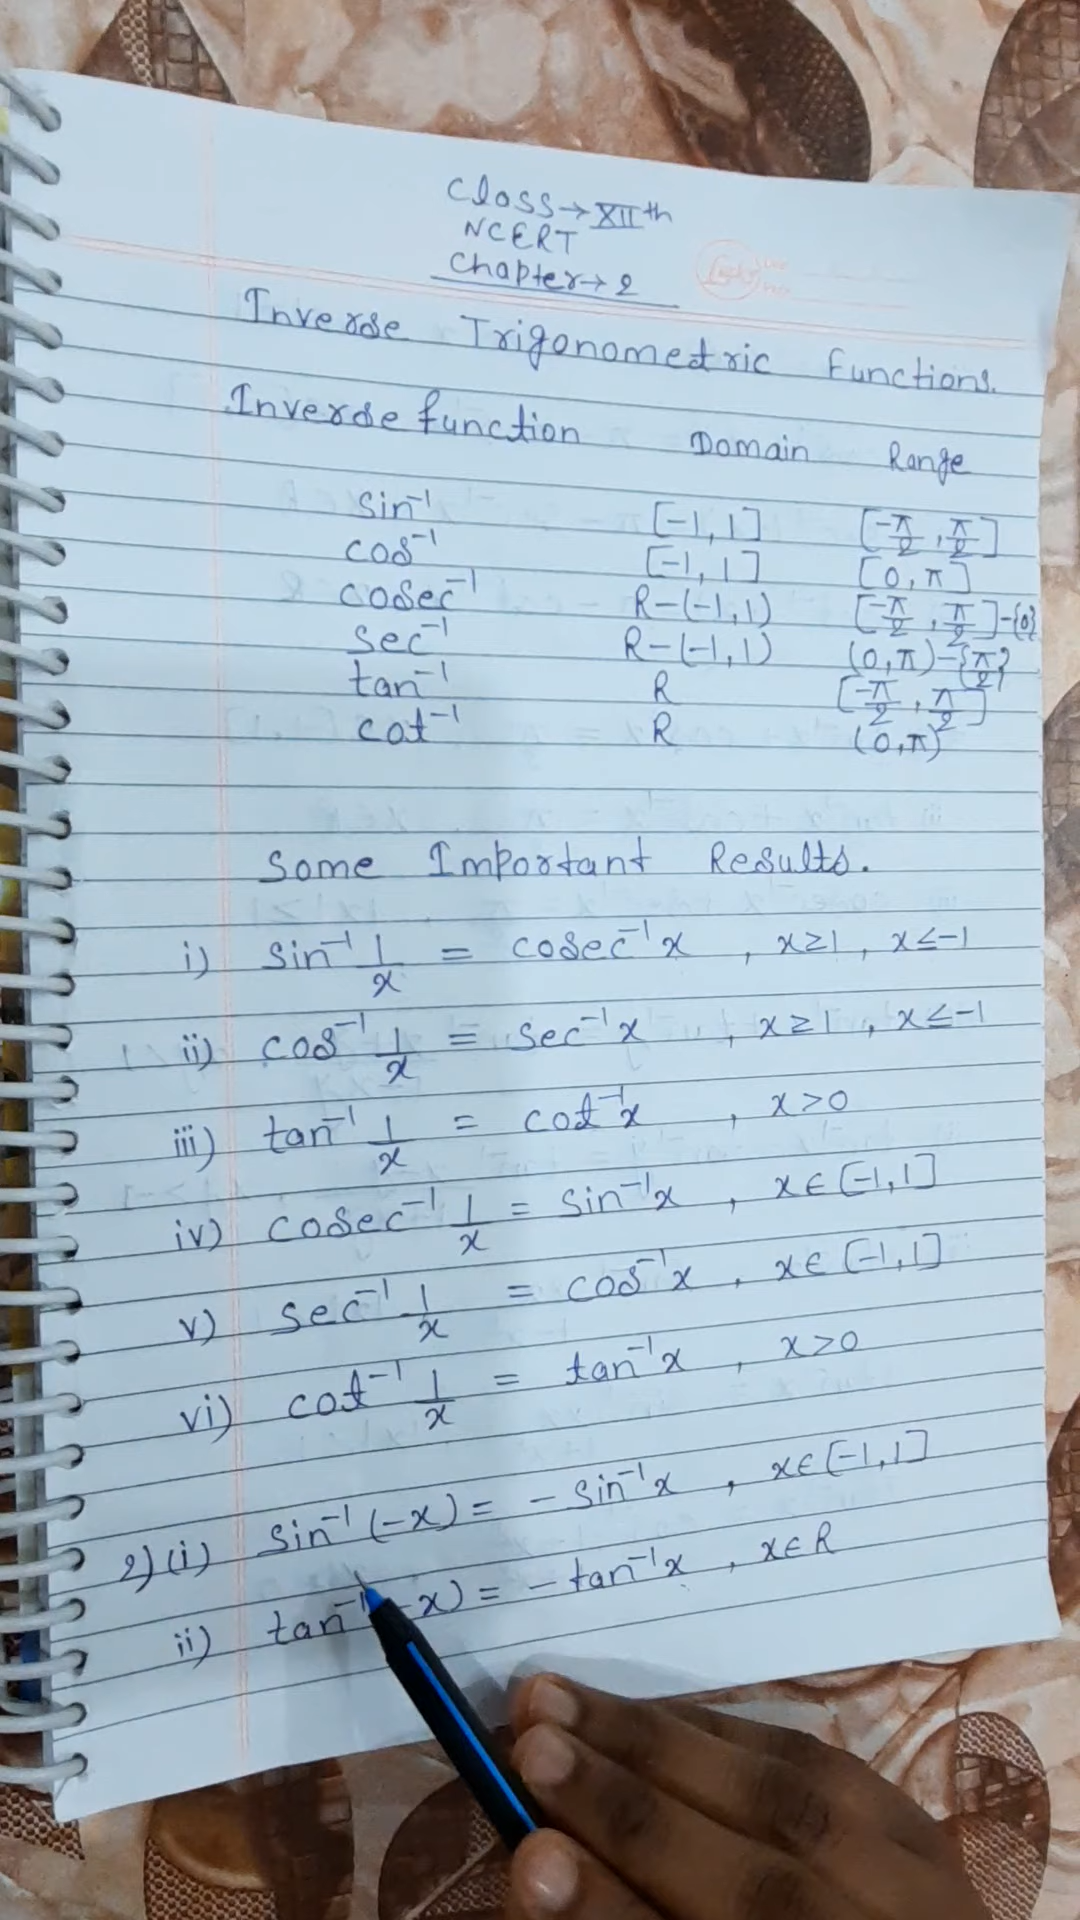 Class→XIIth
NCERT
Chapter→2
Inverse Trigonometric Functions.
Inverse function Domain Range
sin⁻¹ [-1,1] [-π/2,π/2]
cos⁻¹ [-1,1] [0,π]
cosec⁻¹ R-(-1,1) [-π/2,π/2]-{0}
sec⁻¹ R-(-1,1) (0,π)-{π/2}
tan⁻¹ R [-π/2,π/2]
cot⁻¹ R (0,π)
Some Important Results.
i) sin⁻¹ 1/x = cosec⁻¹x , x≥1, x≤-1
ii) cos⁻¹ 1/x = sec⁻¹x , x≥1, x≤-1
iii) tan⁻¹ 1/x = cot⁻¹x , x>0
iv) cosec⁻¹ 1/x = sin⁻¹x , x∈[-1,1]
v) sec⁻¹ 1/x = cos⁻¹x , x∈[-1,1]
vi) cot⁻¹ 1/x = tan⁻¹x , x>0
2)(i) sin⁻¹(-x) = -sin⁻¹x , x∈[-1,1]
ii) tan⁻¹(-x) = -tan⁻¹x , x∈R